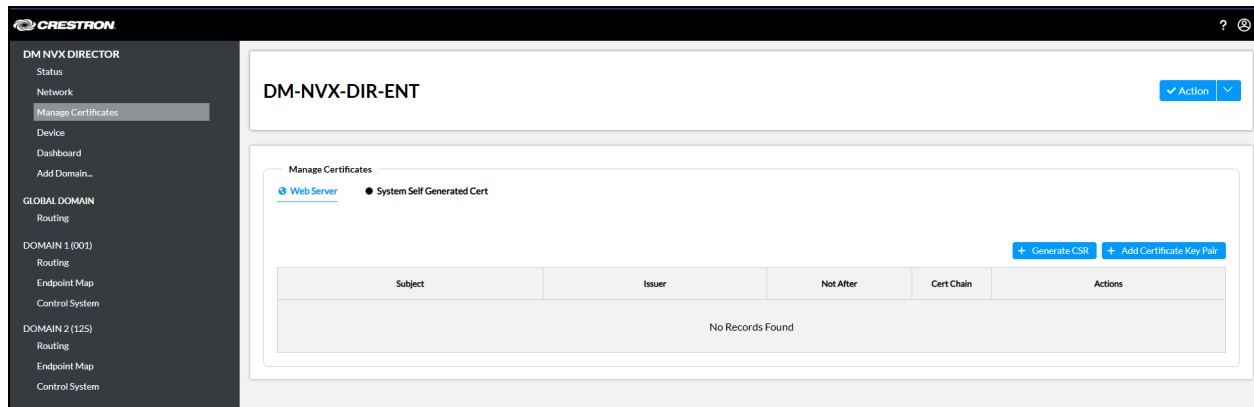 CRESTRON
?
DM NVX DIRECTOR
Status
Network
Manage Certificates
Device
Dashboard
Add Domain...
GLOBAL DOMAIN
Routing
DOMAIN 1 (001)
Routing
Endpoint Map
Control System
DOMAIN 2 (125)
Routing
Endpoint Map
Control System
DM-NVX-DIR-ENT
Action
Manage Certificates
Web Server System Self Generated Cert
+ Generate CSR + Add Certificate Key Pair
Subject Issuer Not After Cert Chain Actions
No Records Found